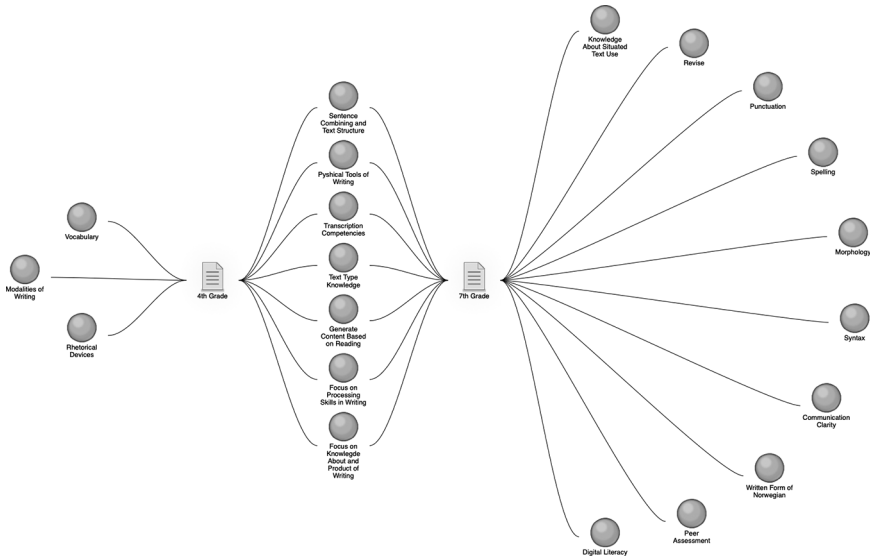 Vocabulary
Modalities of
Writing
Rhetorical
Devices
4th Grade
Sentence
Combining and
Text Structure
Pyshical Tools of
Writing
Transcription
Competencies
Text Type
Knowledge
Generate
Content Based
on Reading
Focus on
Processing
Skills in Writing
Focus on
Knowlegde
About and
Product of
Writing
7th Grade
Knowledge
About Situated
Text Use
Revise
Punctuation
Spelling
Morphology
Syntax
Communication
Clarity
Written Form of
Norwegian
Peer
Assessment
Digital Literacy